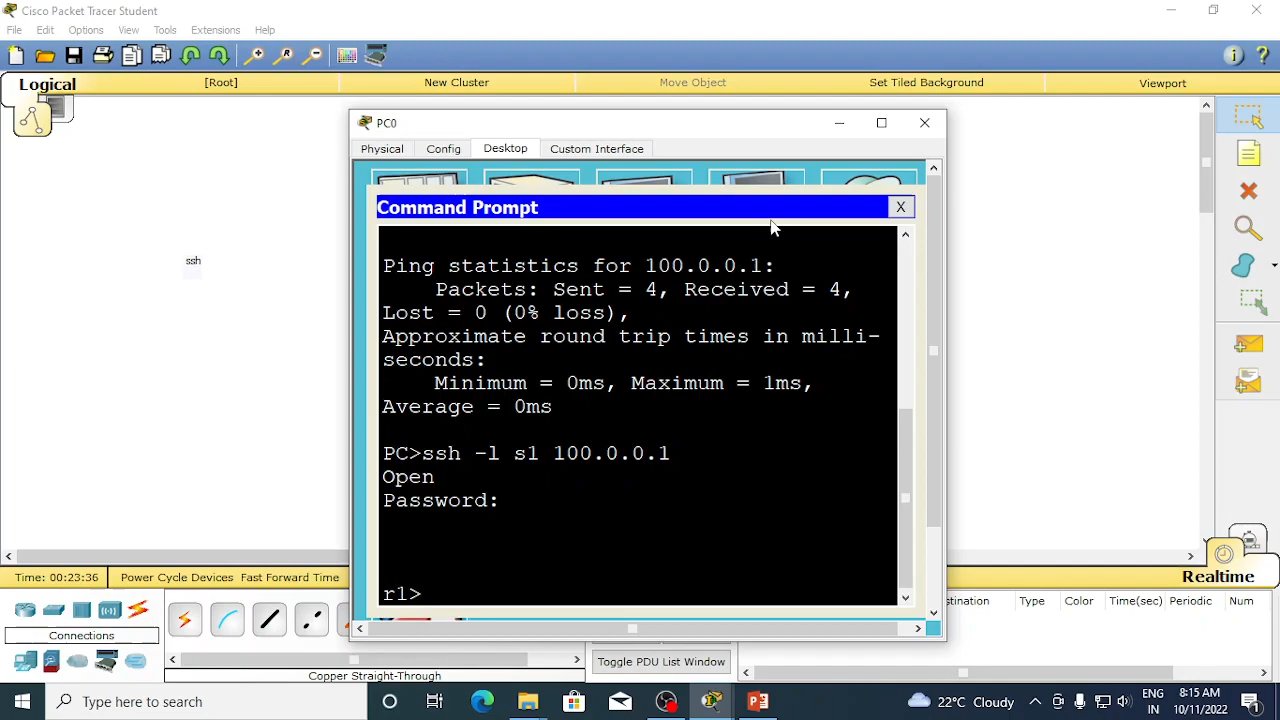 Cisco Packet Tracer Student
File Edit Options View Tools Extensions Help
Logical [Root] New Cluster Move Object Set Tiled Background Viewport
PC0
Physical Config Desktop Custom Interface
Command Prompt X
ssh
Ping statistics for 100.0.0.1:
Packets: Sent = 4, Received = 4,
Lost = 0 (0% loss),
Approximate round trip times in milli-
seconds:
Minimum = 0ms, Maximum = 1ms,
Average = 0ms
PC>ssh -l s1 100.0.0.1
Open
Password:
r1>
Time: 00:23:36 Power Cycle Devices Fast Forward Time Realtime
stination Type Color Time(sec) Periodic Num
Connections
Toggle PDU List Window
Copper Straight-Through
Type here to search
22°C Cloudy
ENG
IN
8:15 AM
10/11/2022
1